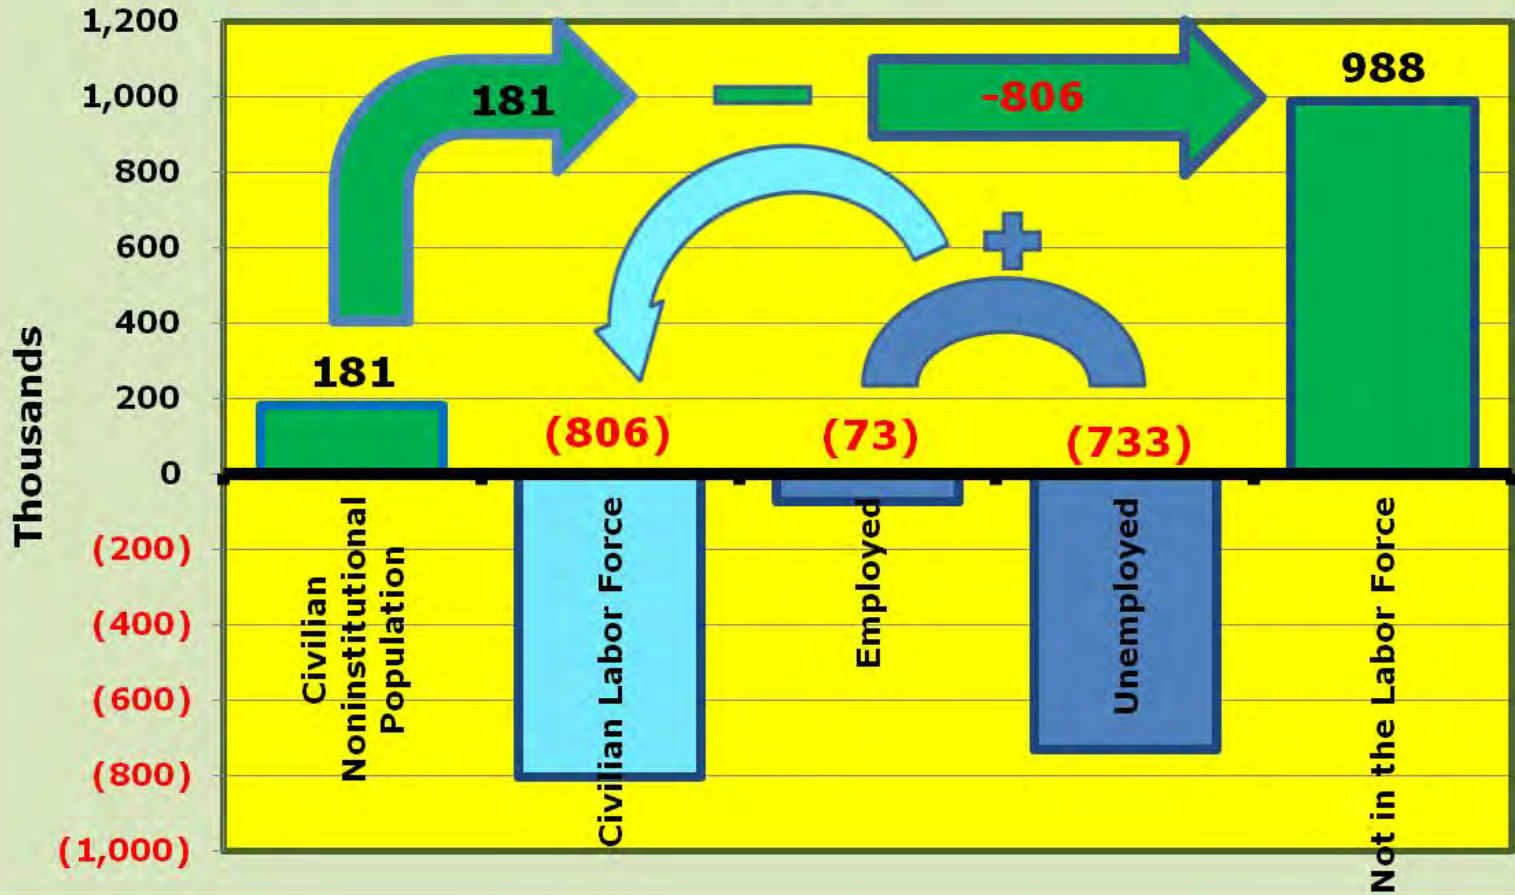 1,200
1,000
800
600
400
200
0
(200)
(400)
(600)
(800)
(1,000)
Thousands
181
-806
988
181
(806)
(73)
(733)
Civilian
Noninstitutional
Population
Civilian Labor Force
Employed
Unemployed
Not in the Labor Force